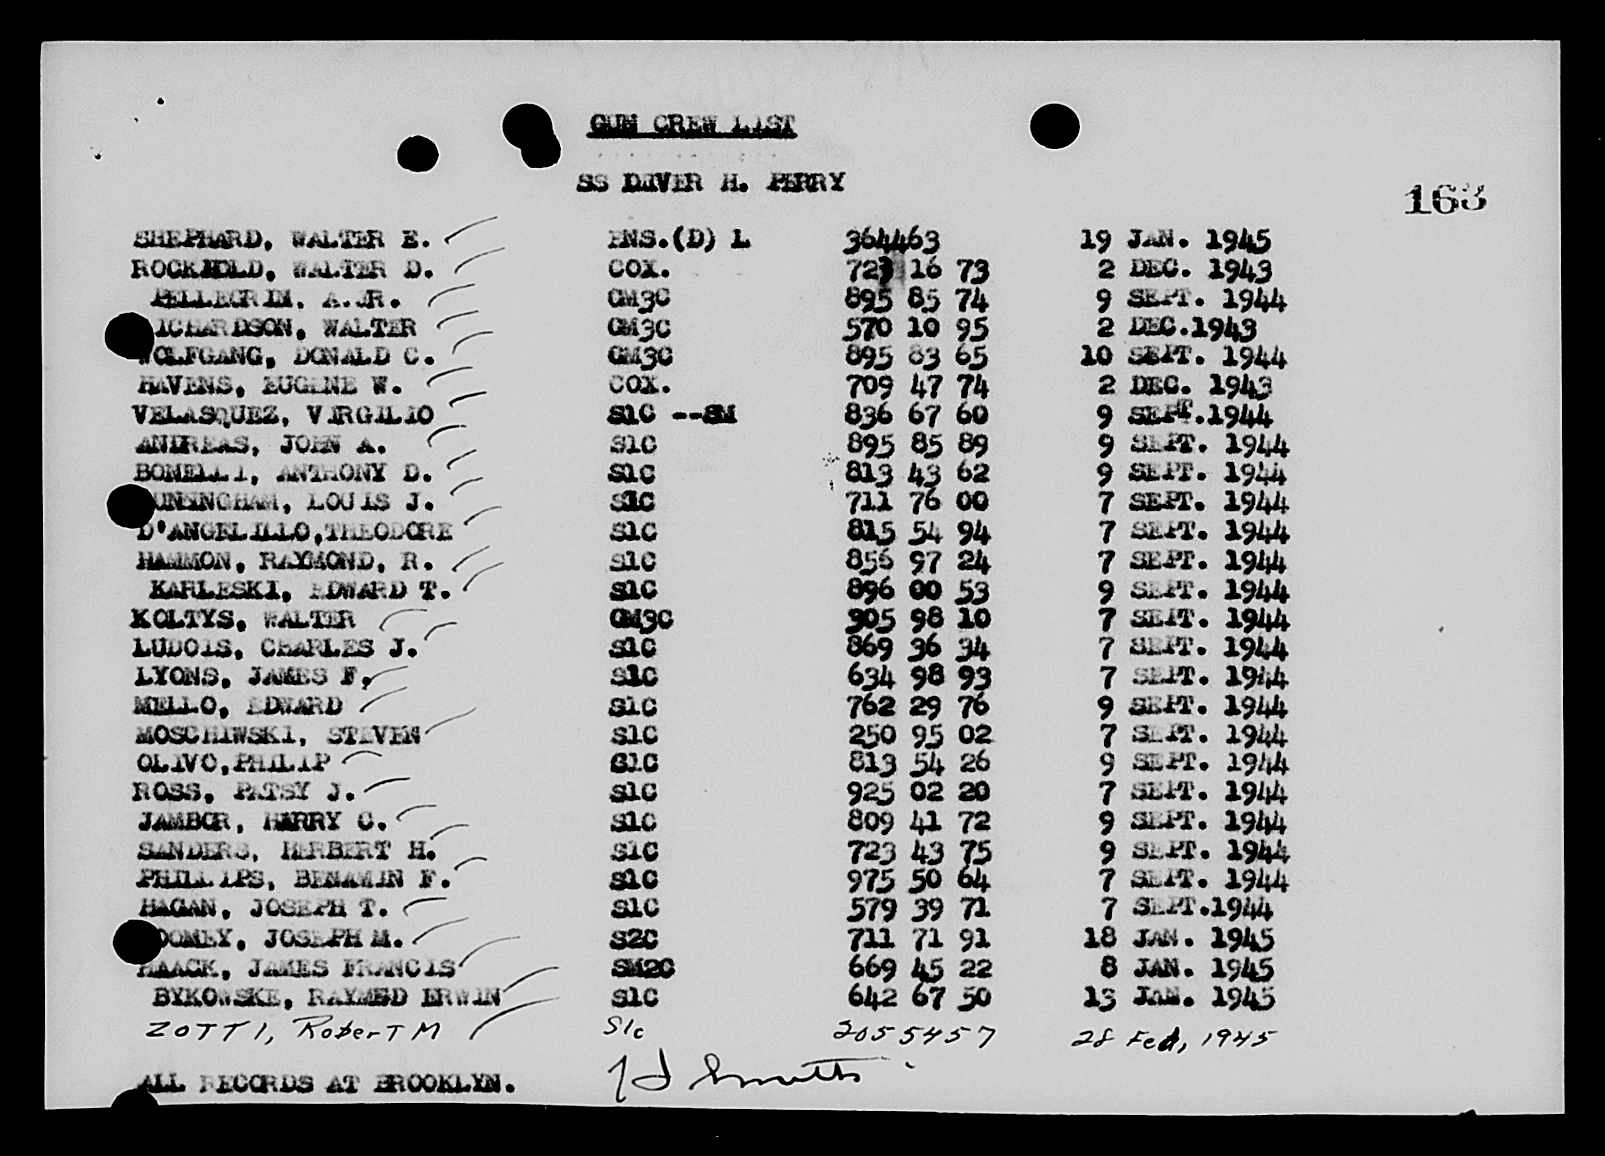 GUN CREW LIST
SS OLIVER H. PERRY
163
SHEPHARD, WALTER E. ENS.(D) L 364463 19 JAN. 1945
ROCKHOLD, WALTER D. COX. 723 16 73 2 DEC. 1943
PELLEGRINI, A. JR. GM3C 895 85 74 9 SEPT. 1944
RICHARDSON, WALTER GM3C 570 10 95 2 DEC.1943
WOLFGANG, DONALD C. GM3C 895 83 65 10 SEPT. 1944
HAVENS, EUGENE W. COX. 709 47 74 2 DEC. 1943
VELASQUEZ, VIRGILIO S1C --SM 836 67 60 9 SEPT.1944
ANDREAS, JOHN A. S1C 895 85 89 9 SEPT. 1944
BONELLI, ANTHONY D. S1C 813 43 62 9 SEPT. 1944
CUNNINGHAM, LOUIS J. S1C 711 76 00 7 SEPT. 1944
D'ANGELILLO,THEODORE S1C 815 54 94 7 SEPT. 1944
HAMMON, RAYMOND, R. S1C 856 97 24 7 SEPT. 1944
KARLESKI, EDWARD T. S1C 896 00 53 9 SEPT. 1944
KOLTYS, WALTER GM3C 305 98 10 7 SEPT. 1944
LUDOIS, CHARLES J. S1C 869 36 34 7 SEPT. 1944
LYONS, JAMES F. S1C 634 98 93 7 SEPT. 1944
MELLO, EDWARD S1C 762 29 76 9 SEPT. 1944
MOSCHIWSKI, STEVEN S1C 250 95 02 7 SEPT. 1944
OLIVO,PHILIP S1C 813 54 26 9 SEPT. 1944
ROSS, PATSY J. S1C 925 02 20 7 SEPT. 1944
JAMBOR, HARRY C. S1C 809 41 72 9 SEPT. 1944
SANDERS, HERBERT H. S1C 723 43 75 9 SEPT. 1944
PHILLIPS, BENAMIN F. S1C 975 50 64 7 SEPT. 1944
HAGAN, JOSEPH T. S1C 579 39 71 7 SEPT.1944
OOMEY, JOSEPH M. S2C 711 71 91 18 JAN. 1945
HAACK, JAMES FRANCIS SM2C 669 45 22 8 JAN. 1945
BYKOWSKE, RAYMED ERWIN S1C 642 67 50 13 JAN. 1945
ZOTTI, Robert M S1c 2055457 28 Feb, 1945
ALL RECORDS AT BROOKLYN.